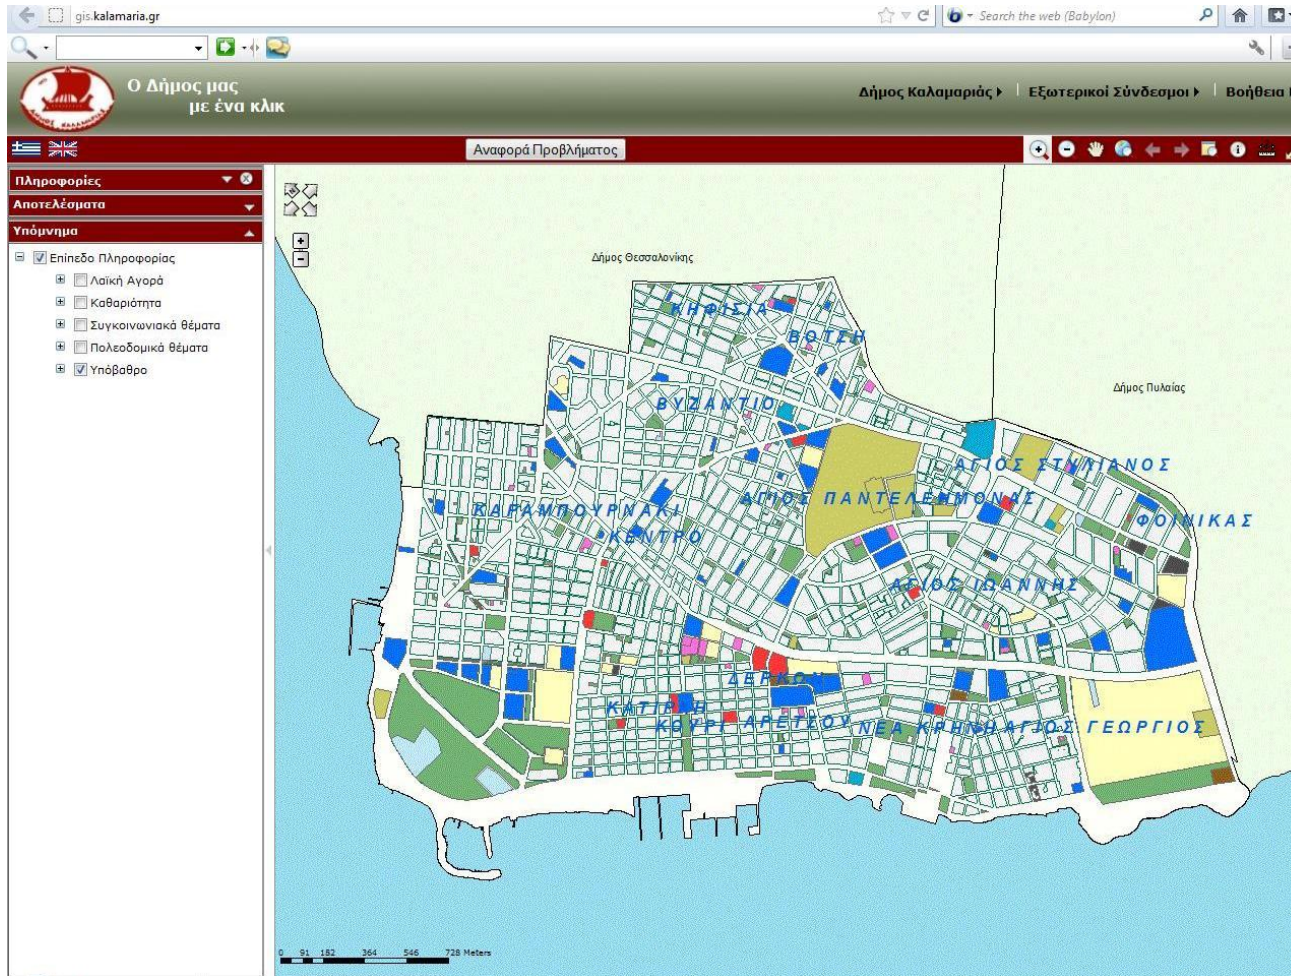 gis.kalamaria.gr
Search the web (Babylon)
Ο Δήμος μας
με ένα κλικ
Δήμος Καλαμαριάς
Εξωτερικοί Σύνδεσμοι
Βοήθεια
Αναφορά Προβλήματος
Πληροφορίες
Αποτελέσματα
Υπόμνημα
Επίπεδο Πληροφορίας
Λαϊκή Αγορά
Καθαριότητα
Συγκοινωνιακά θέματα
Πολεοδομικά θέματα
Υπόβαθρο
Δήμος Θεσσαλονίκης
ΚΗΦΙΣΙΑ
ΒΟΤΣΗ
Δήμος Πυλαίας
ΒΥΖΑΝΤΙΟ
ΑΓΙΟΣ ΣΤΥΛΙΑΝΟΣ
ΑΓΙΟΣ ΠΑΝΤΕΛΕΗΜΟΝΑΣ
ΚΑΡΑΜΠΟΥΡΝΑΚΙ
ΦΟΙΝΙΚΑΣ
ΚΕΝΤΡΟ
ΑΓΙΟΣ ΙΩΑΝΝΗΣ
ΔΕΡΚΩΝ
ΚΑΤΙΡΛΗ
ΚΟΥΡΙ
ΑΡΕΤΣΟΥ
ΝΕΑ ΚΡΗΝΗ
ΑΓΙΟΣ ΓΕΩΡΓΙΟΣ
0 91 182 364 546 728 Meters